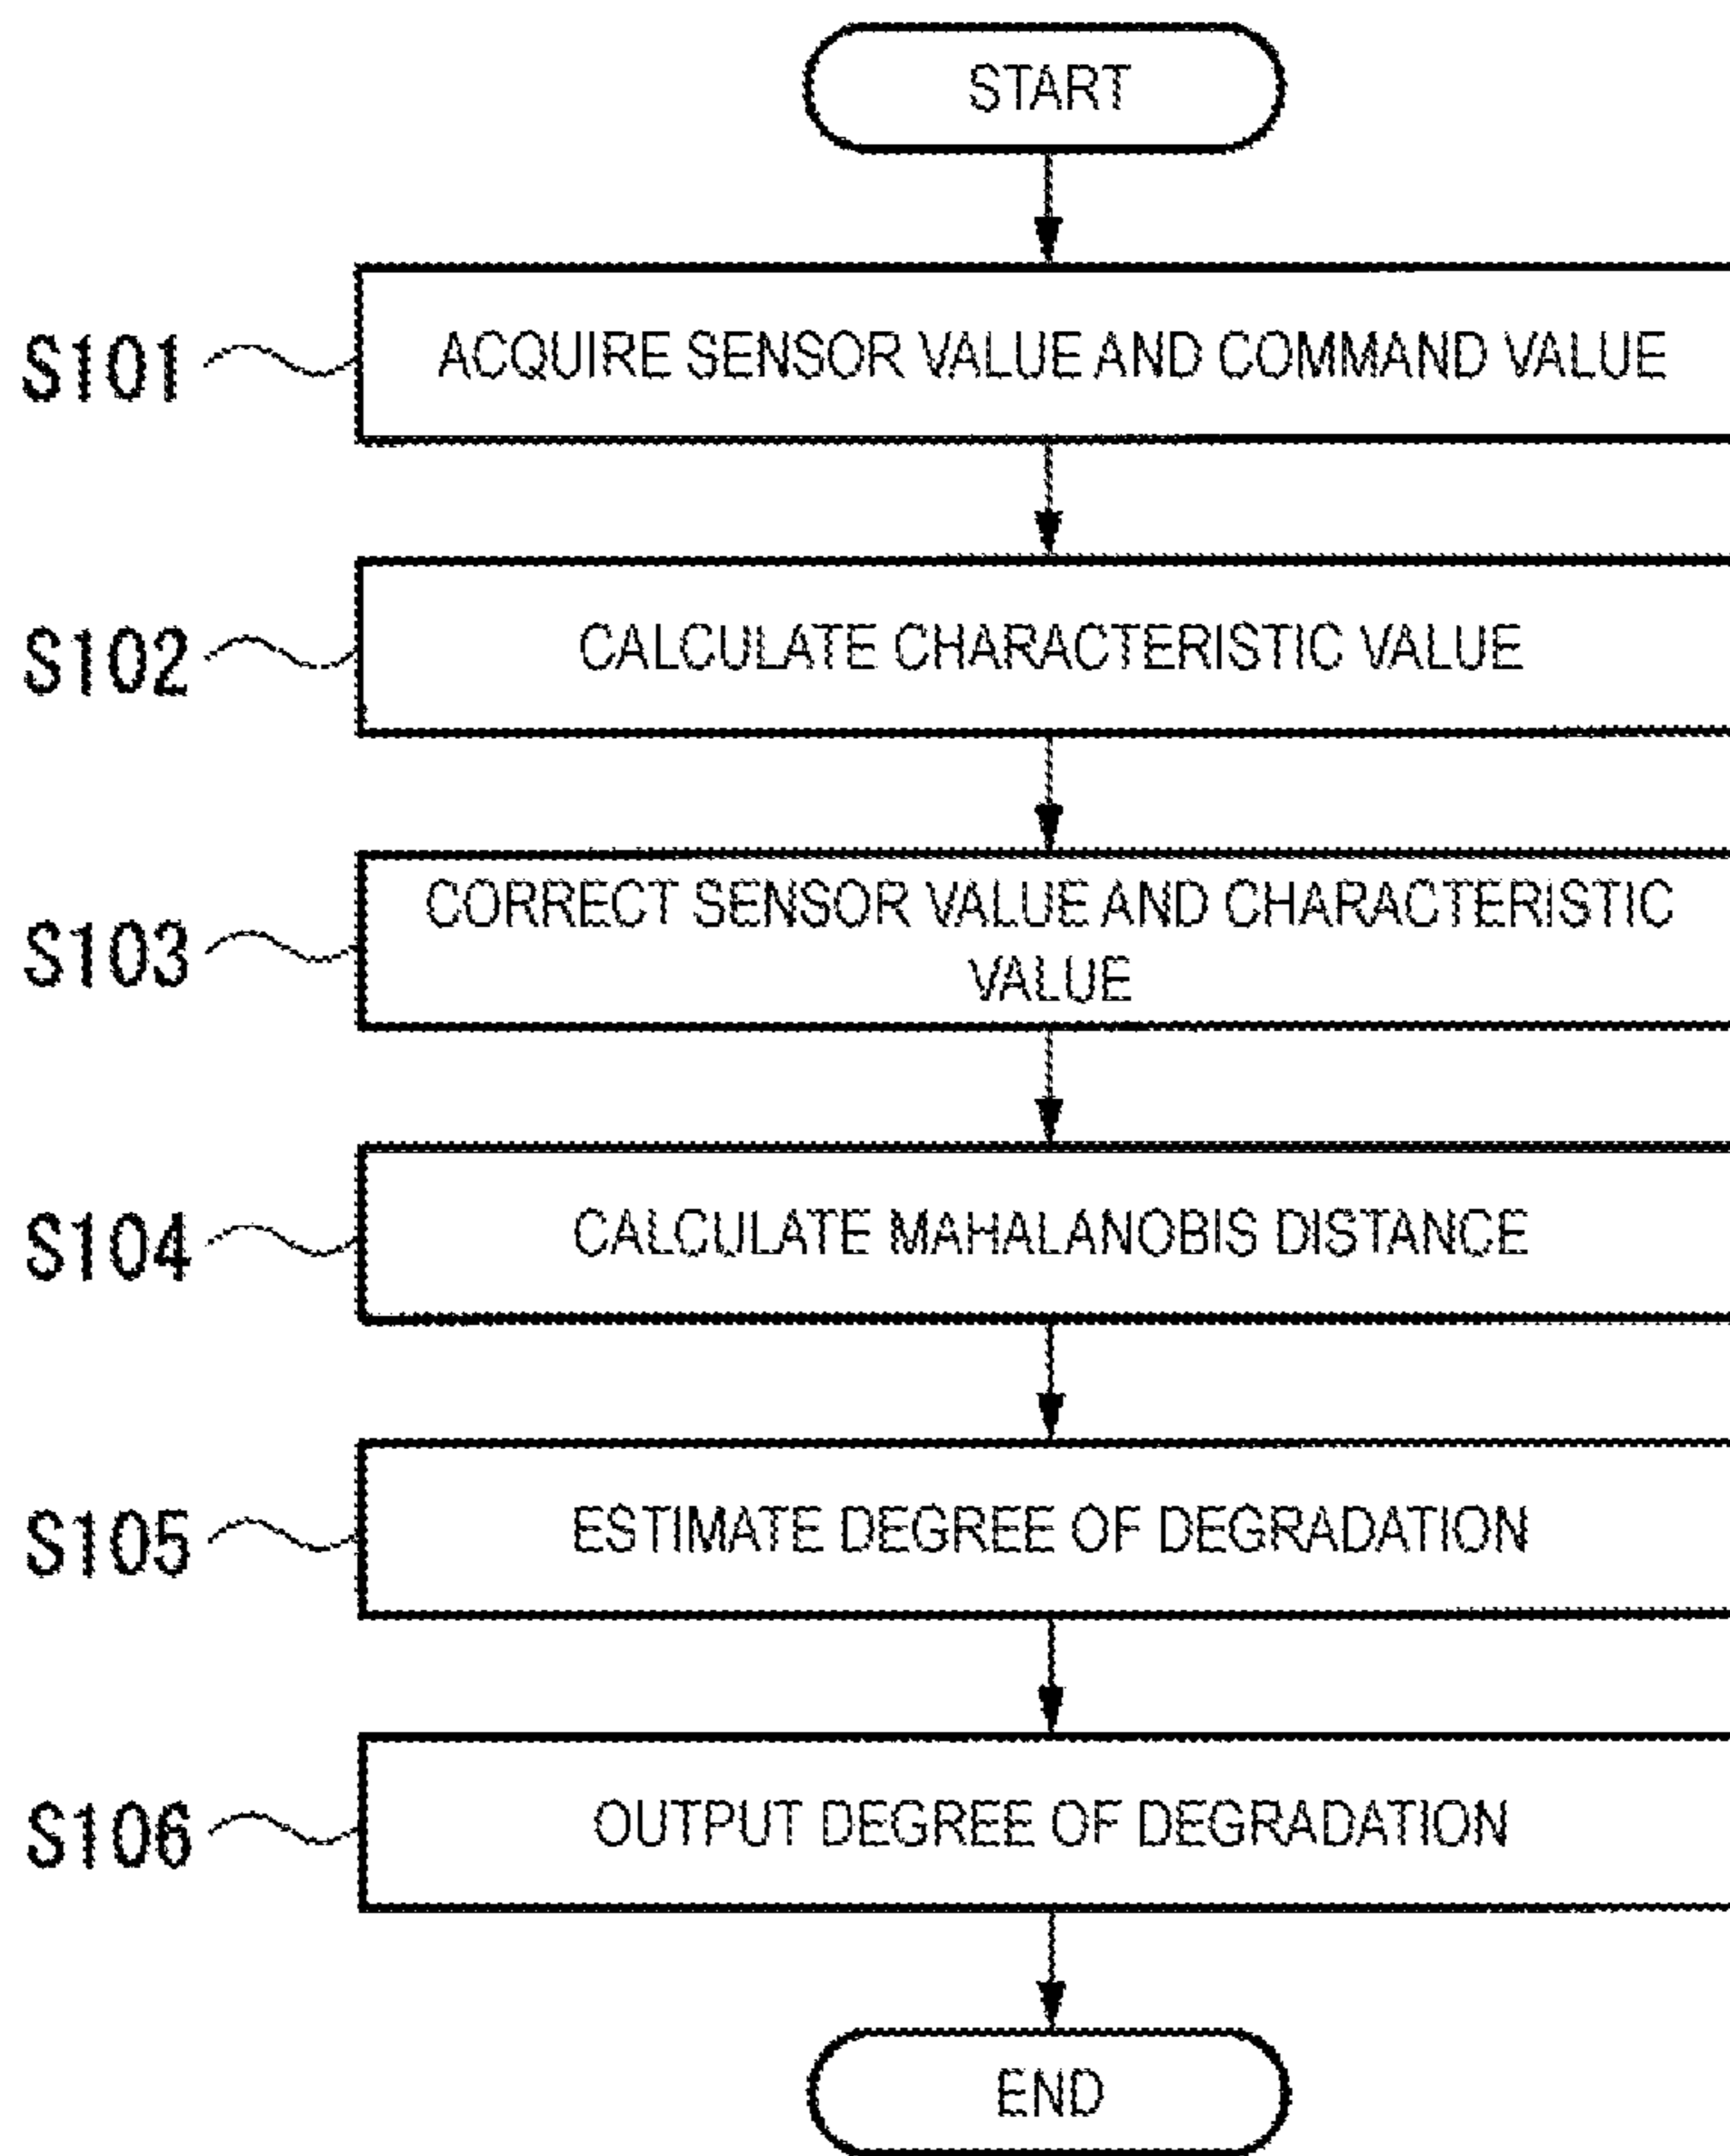 START
S101
ACQUIRE SENSOR VALUE AND COMMAND VALUE
S102
CALCULATE CHARACTERISTIC VALUE
S103
CORRECT SENSOR VALUE AND CHARACTERISTIC
VALUE
S104
CALCULATE MAHALANOBIS DISTANCE
S105
ESTIMATE DEGREE OF DEGRADATION
S106
OUTPUT DEGREE OF DEGRADATION
END